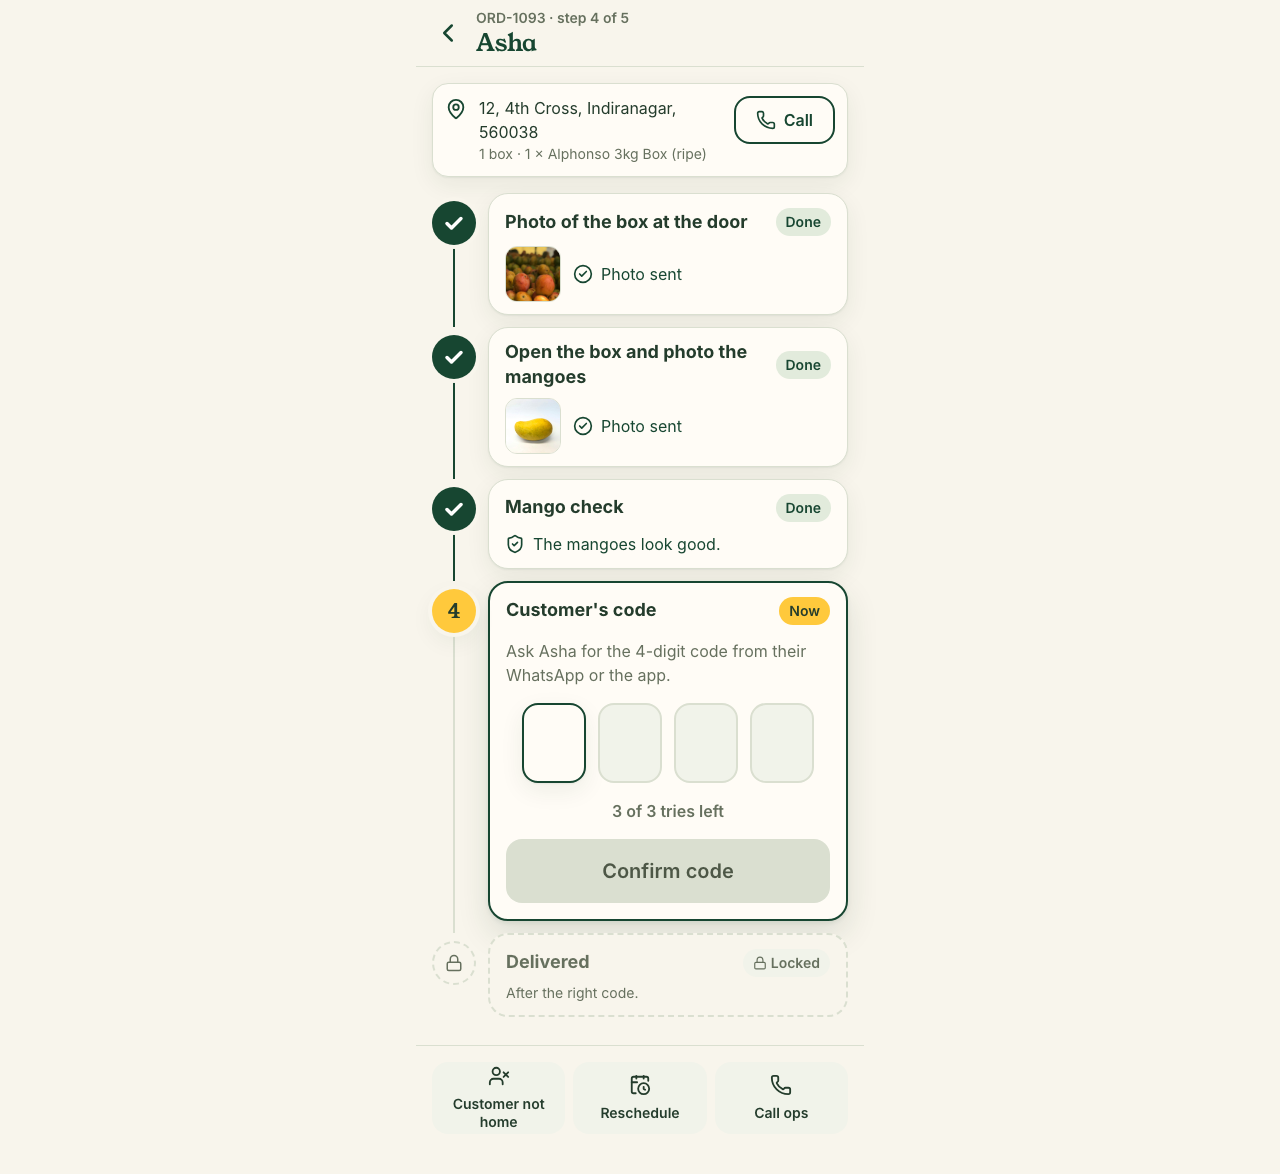 ORD-1093 · step 4 of 5
Asha
12, 4th Cross, Indiranagar,
560038
1 box · 1 × Alphonso 3kg Box (ripe)
Call
Photo of the box at the door
Done
Photo sent
Open the box and photo the
mangoes
Done
Photo sent
Mango check
Done
The mangoes look good.
4
Customer's code
Now
Ask Asha for the 4-digit code from their
WhatsApp or the app.
3 of 3 tries left
Confirm code
Delivered
Locked
After the right code.
Customer not
home
Reschedule
Call ops